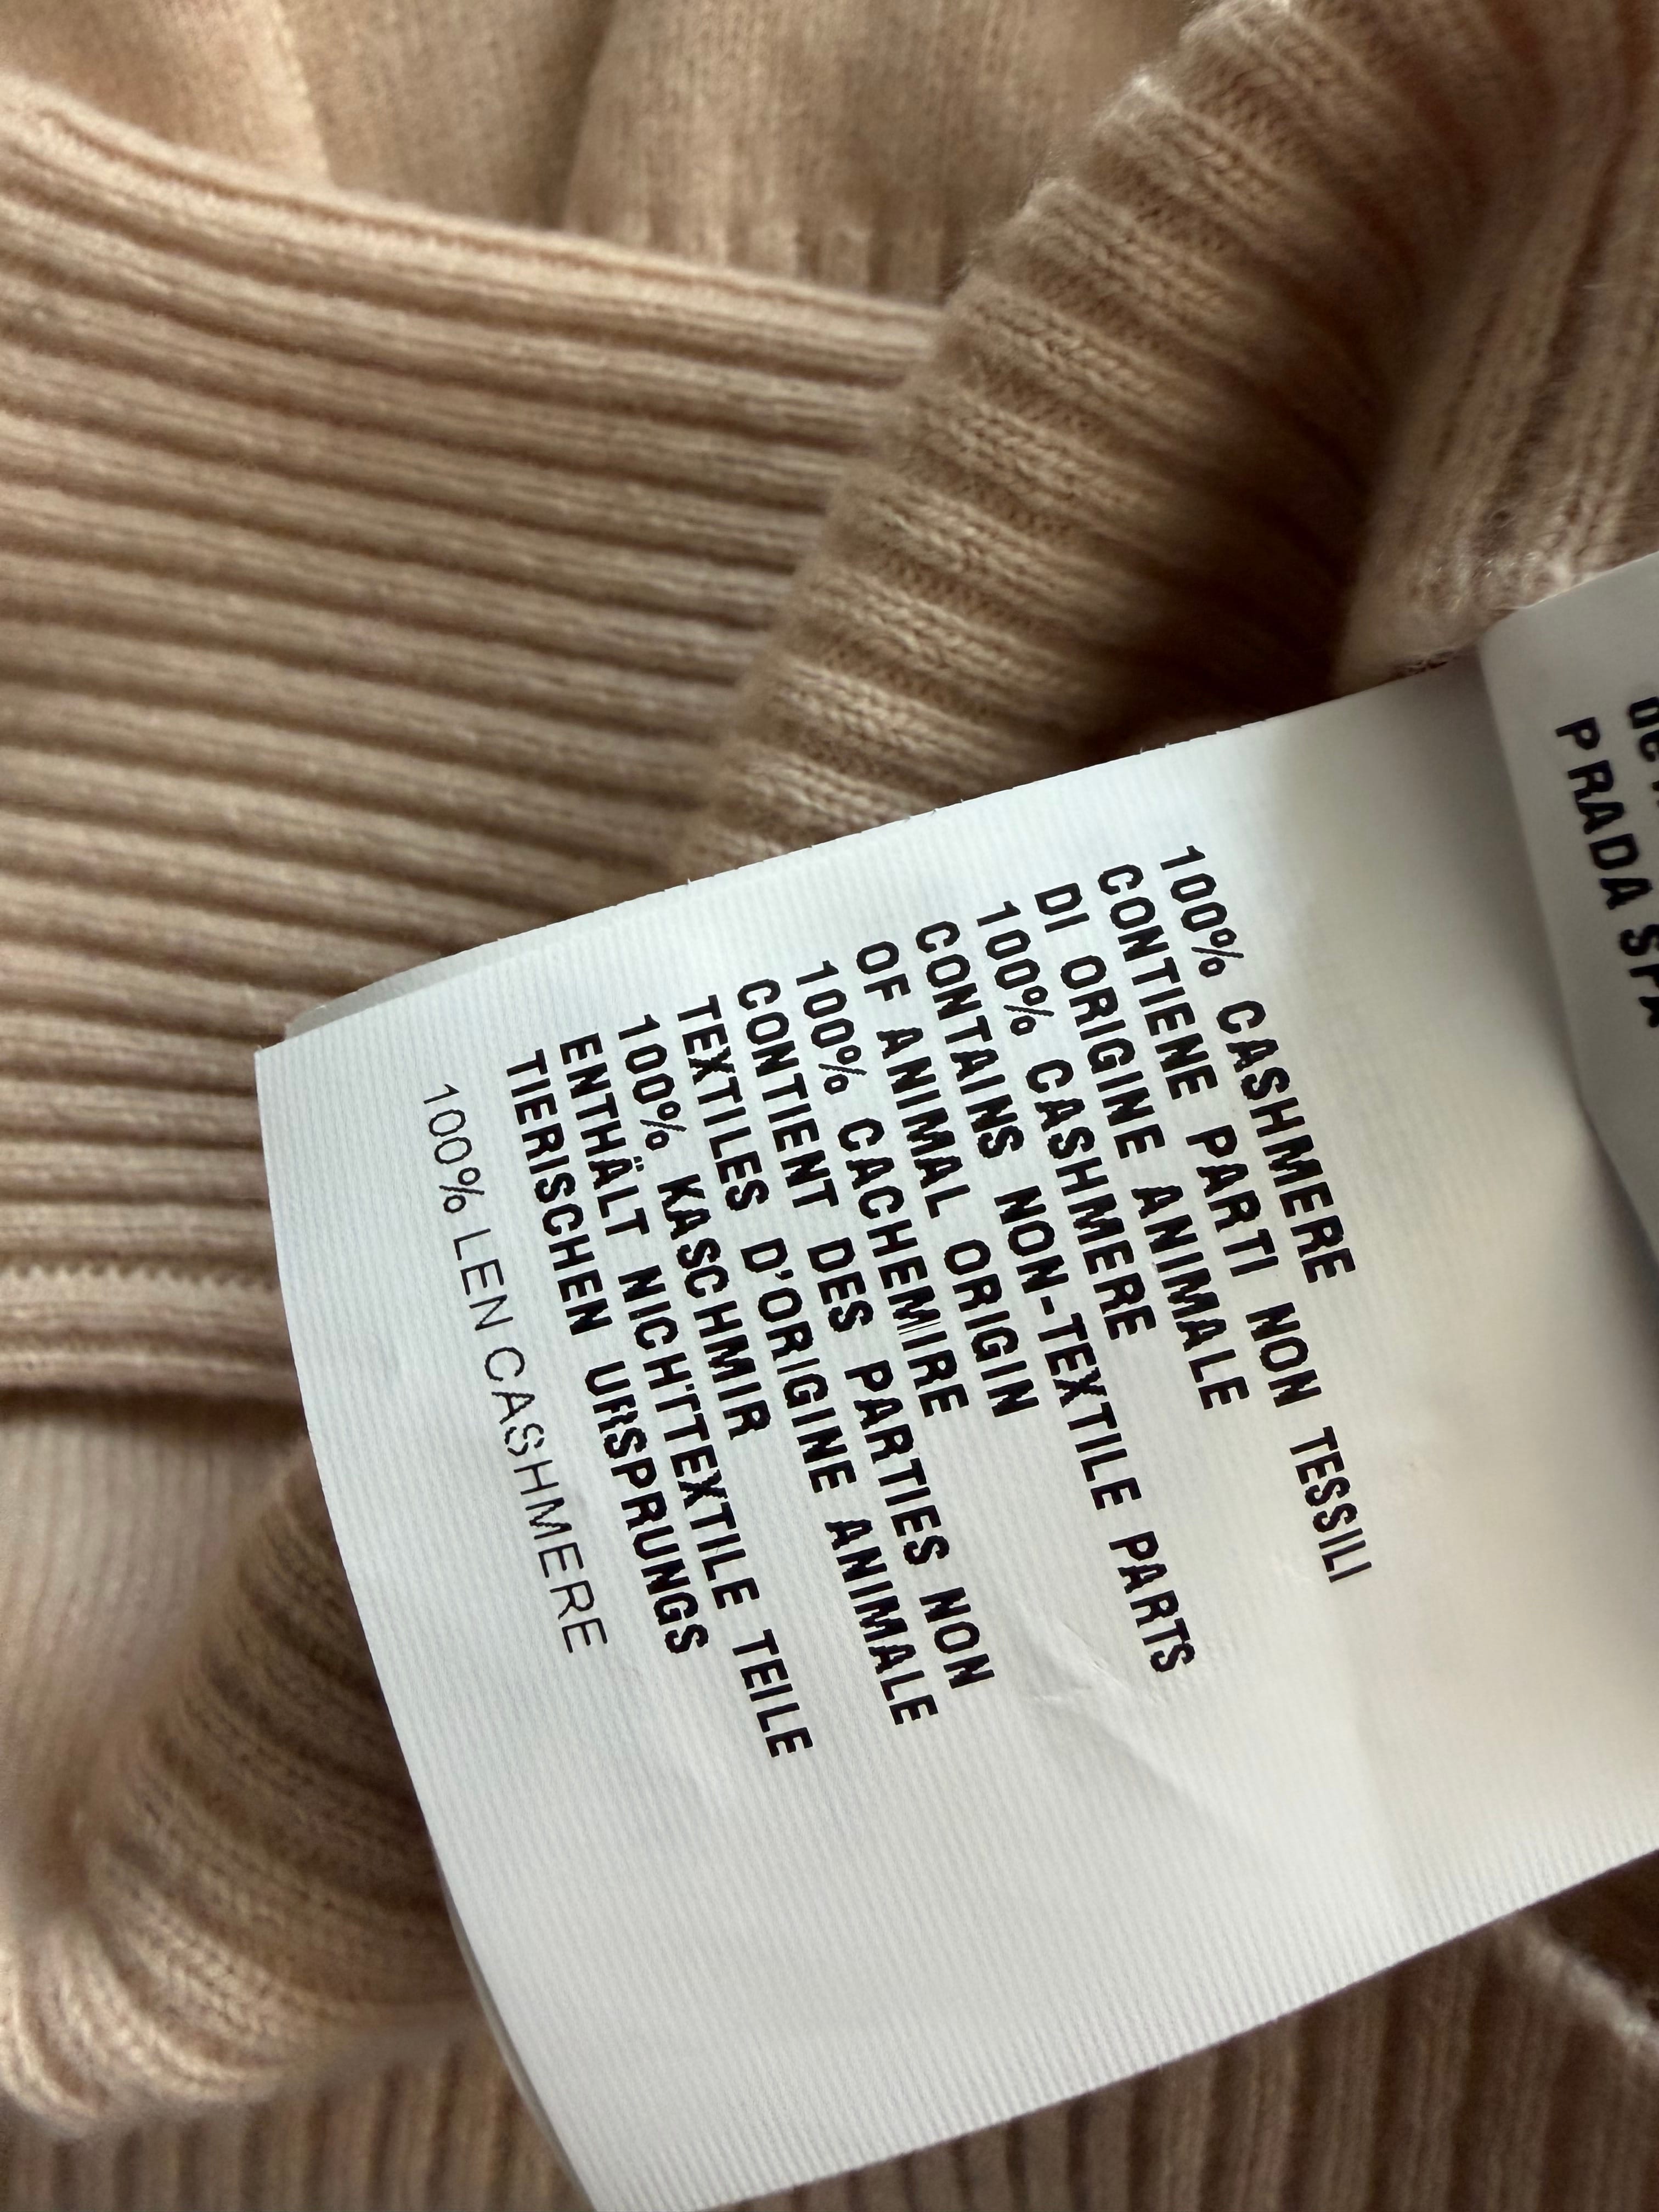 100% CASHMERE
CONTIENE PARTI NON TESSILI
DI ORIGINE ANIMALE
100% CASHMERE
CONTAINS NON-TEXTILE PARTS
OF ANIMAL ORIGIN
100% CACHEMIRE
CONTIENT DES PARTIES NON
TEXTILES D'ORIGINE ANIMALE
100% KASCHMIR
ENTHÄLT NICHTTEXTILE TEILE
TIERISCHEN URSPRUNGS
100% LEN CASHMERE
PRADA SPA